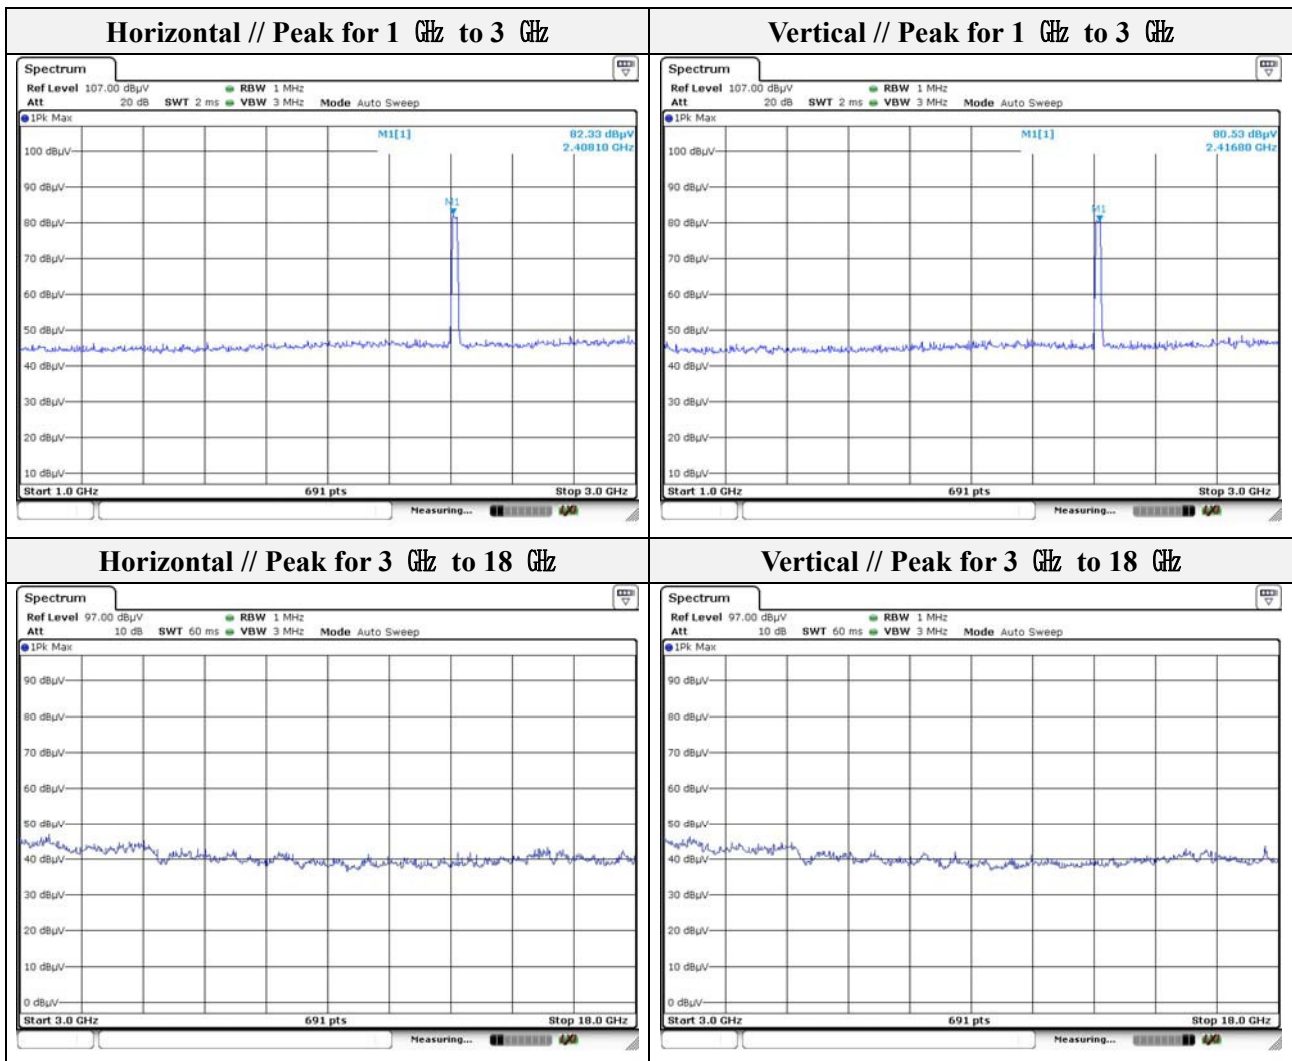 Horizontal // Peak for 1 ㎓ to 3 ㎓
Spectrum
Ref Level 107.00 dBµV RBW 1 MHz
Att 20 dB SWT 2 ms VBW 3 MHz Mode Auto Sweep
1Pk Max
M1[1] 82.33 dBµV
2.40810 GHz
100 dBµV
90 dBµV
M1
80 dBµV
70 dBµV
60 dBµV
50 dBµV
40 dBµV
30 dBµV
20 dBµV
10 dBµV
Start 1.0 GHz 691 pts Stop 3.0 GHz
Measuring...
Vertical // Peak for 1 ㎓ to 3 ㎓
Spectrum
Ref Level 107.00 dBµV RBW 1 MHz
Att 20 dB SWT 2 ms VBW 3 MHz Mode Auto Sweep
1Pk Max
M1[1] 80.53 dBµV
2.41680 GHz
100 dBµV
90 dBµV
M1
80 dBµV
70 dBµV
60 dBµV
50 dBµV
40 dBµV
30 dBµV
20 dBµV
10 dBµV
Start 1.0 GHz 691 pts Stop 3.0 GHz
Measuring...
Horizontal // Peak for 3 ㎓ to 18 ㎓
Spectrum
Ref Level 97.00 dBµV RBW 1 MHz
Att 10 dB SWT 60 ms VBW 3 MHz Mode Auto Sweep
1Pk Max
90 dBµV
80 dBµV
70 dBµV
60 dBµV
50 dBµV
40 dBµV
30 dBµV
20 dBµV
10 dBµV
0 dBµV
Start 3.0 GHz 691 pts Stop 18.0 GHz
Measuring...
Vertical // Peak for 3 ㎓ to 18 ㎓
Spectrum
Ref Level 97.00 dBµV RBW 1 MHz
Att 10 dB SWT 60 ms VBW 3 MHz Mode Auto Sweep
1Pk Max
90 dBµV
80 dBµV
70 dBµV
60 dBµV
50 dBµV
40 dBµV
30 dBµV
20 dBµV
10 dBµV
0 dBµV
Start 3.0 GHz 691 pts Stop 18.0 GHz
Measuring...